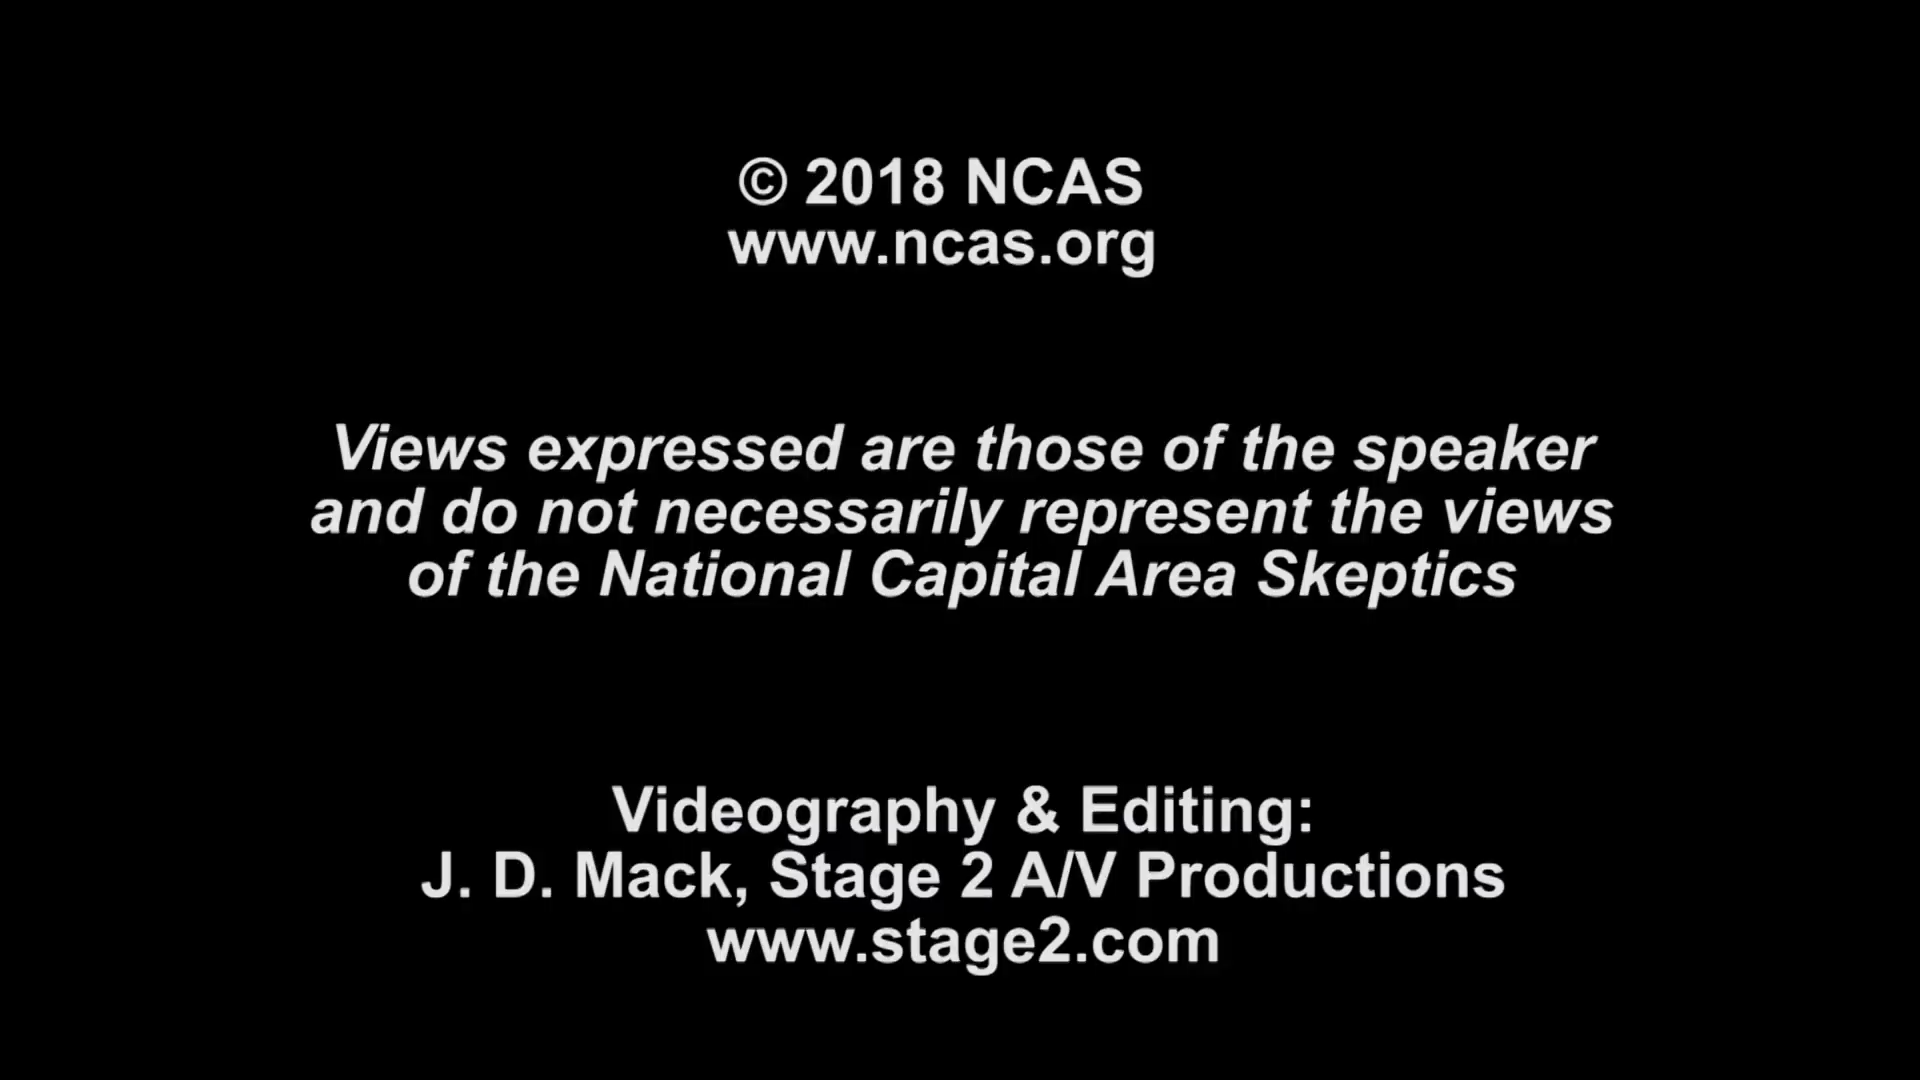 © 2018 NCAS
www.ncas.org
Views expressed are those of the speaker
and do not necessarily represent the views
of the National Capital Area Skeptics
Videography & Editing:
J. D. Mack, Stage 2 A/V Productions
www.stage2.com